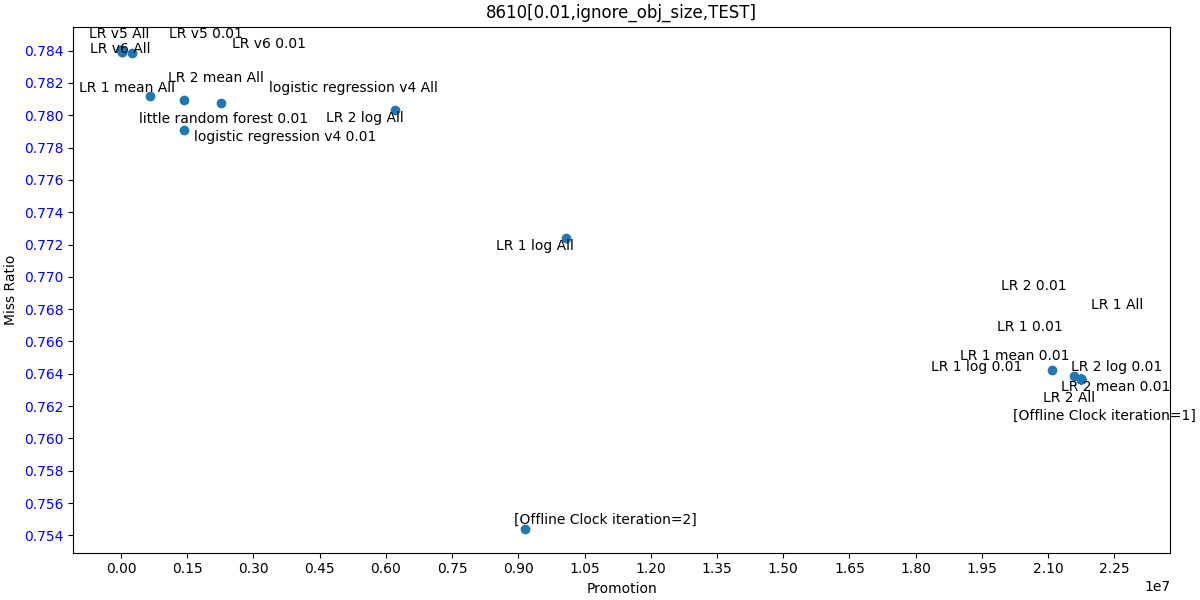 8610[0.01,ignore_obj_size,TEST]
LR v5 All
LR v5 0.01
LR v6 0.01
LR v6 All
LR 2 mean All
LR 1 mean All
logistic regression v4 All
little random forest 0.01
LR 2 log All
logistic regression v4 0.01
LR 1 log All
LR 2 0.01
LR 1 All
LR 1 0.01
LR 1 mean 0.01
LR 1 log 0.01
LR 2 log 0.01
LR 2 mean 0.01
LR 2 All
[Offline Clock iteration=1]
[Offline Clock iteration=2]
Miss Ratio
0.784
0.782
0.780
0.778
0.776
0.774
0.772
0.770
0.768
0.766
0.764
0.762
0.760
0.758
0.756
0.754
0.00 0.15 0.30 0.45 0.60 0.75 0.90 1.05 1.20 1.35 1.50 1.65 1.80 1.95 2.10 2.25
1e7
Promotion